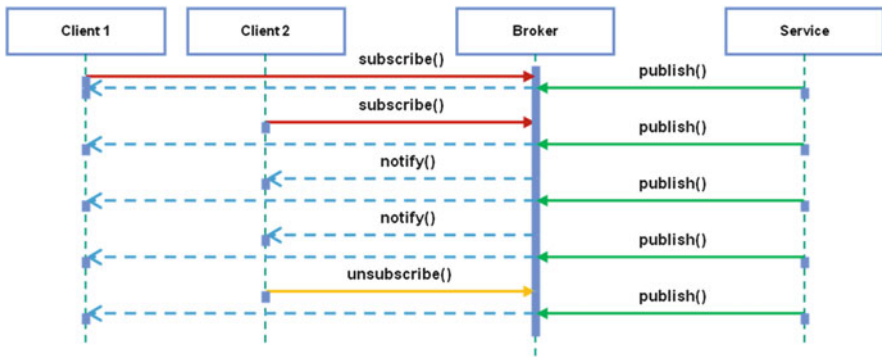 Client 1
Client 2
Broker
Service
subscribe()
publish()
subscribe()
publish()
notify()
publish()
notify()
publish()
unsubscribe()
publish()